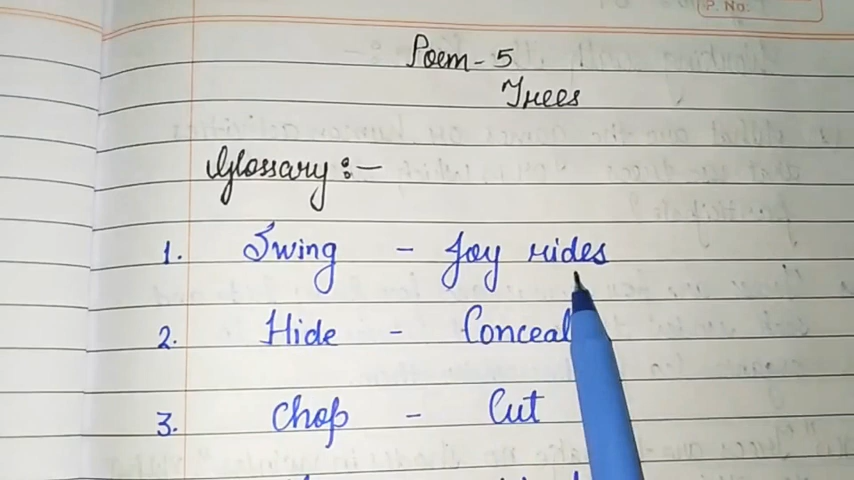 P. No:
Poem - 5
Trees
Glossary :-
1. Swing - Joy rides
2. Hide - Conceal
3. Chop - Cut